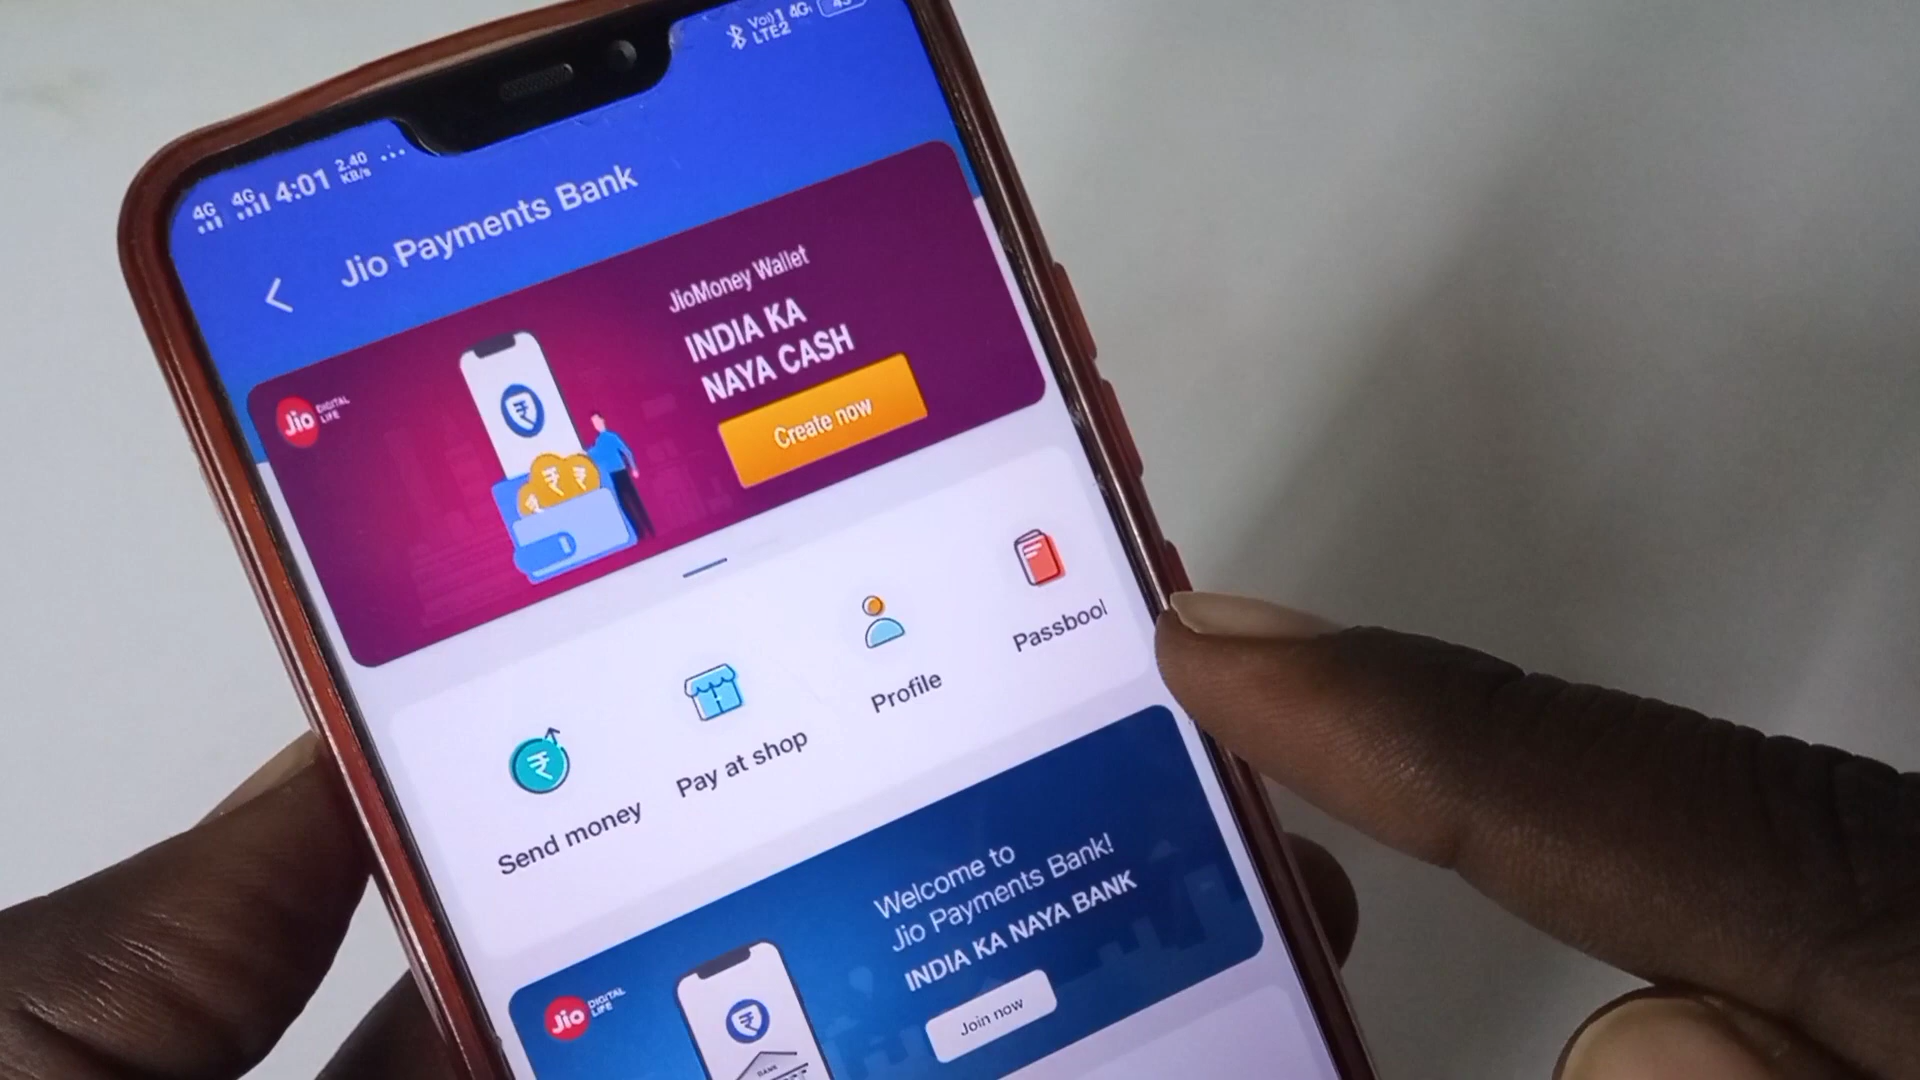 4G 4G 4:01 2.40 KB/s ...
4G
LTE2
Jio Payments Bank
Jio DIGITAL LIFE
JioMoney Wallet
INDIA KA
NAYA CASH
Create now
Send money
Pay at shop
Profile
Passbool
Jio DIGITAL LIFE
Welcome to
Jio Payments Bank!
INDIA KA NAYA BANK
Join now
BANK